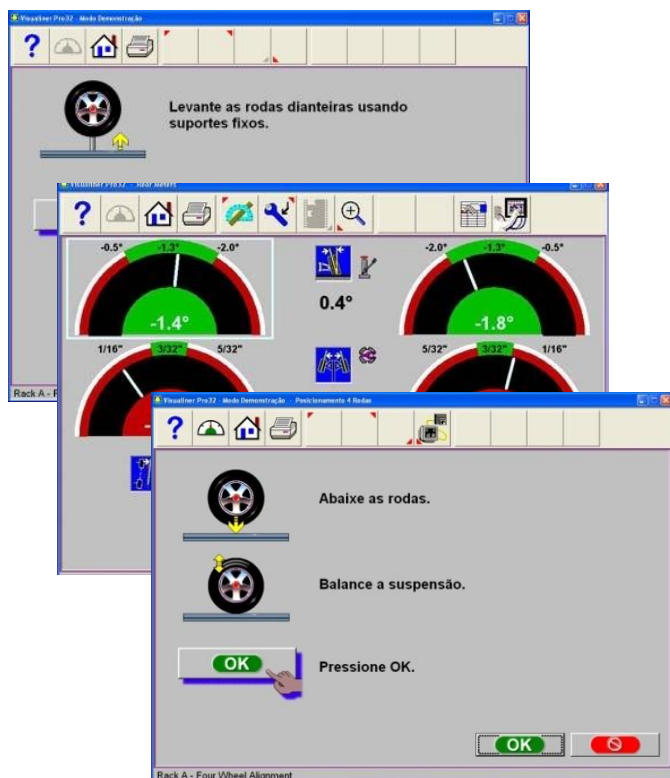 Visualiner Pro32 - Modo Demonstração
?
Levante as rodas dianteiras usando
suportes fixos.
Visualiner Pro32 - Rear Meters
?
-0.5° -1.3° -2.0°
-1.4°
0.4°
-2.0° -1.3° -0.5°
-1.8°
1/16" 3/32" 5/32"
5/32" 3/32" 1/16"
Rack A -
Visualiner Pro32 - Modo Demonstração - Posicionamento 4 Rodas
?
Abaixe as rodas.
Balance a suspensão.
OK
Pressione OK.
OK
Rack A - Four Wheel Alignment